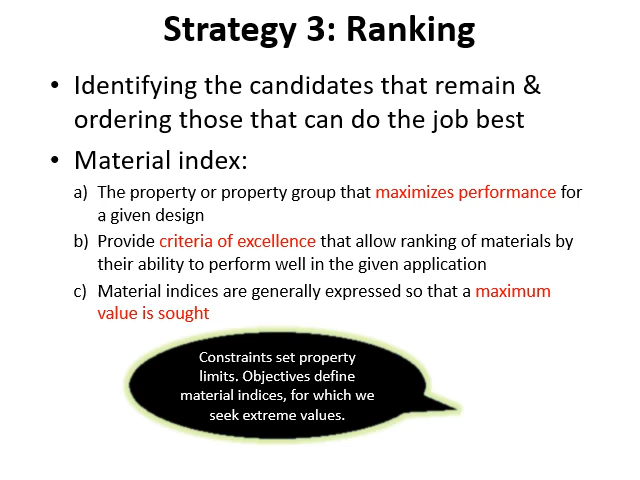 Strategy 3: Ranking
• Identifying the candidates that remain &
ordering those that can do the job best
• Material index:
a) The property or property group that maximizes performance for
a given design
b) Provide criteria of excellence that allow ranking of materials by
their ability to perform well in the given application
c) Material indices are generally expressed so that a maximum
value is sought
Constraints set property
limits. Objectives define
material indices, for which we
seek extreme values.